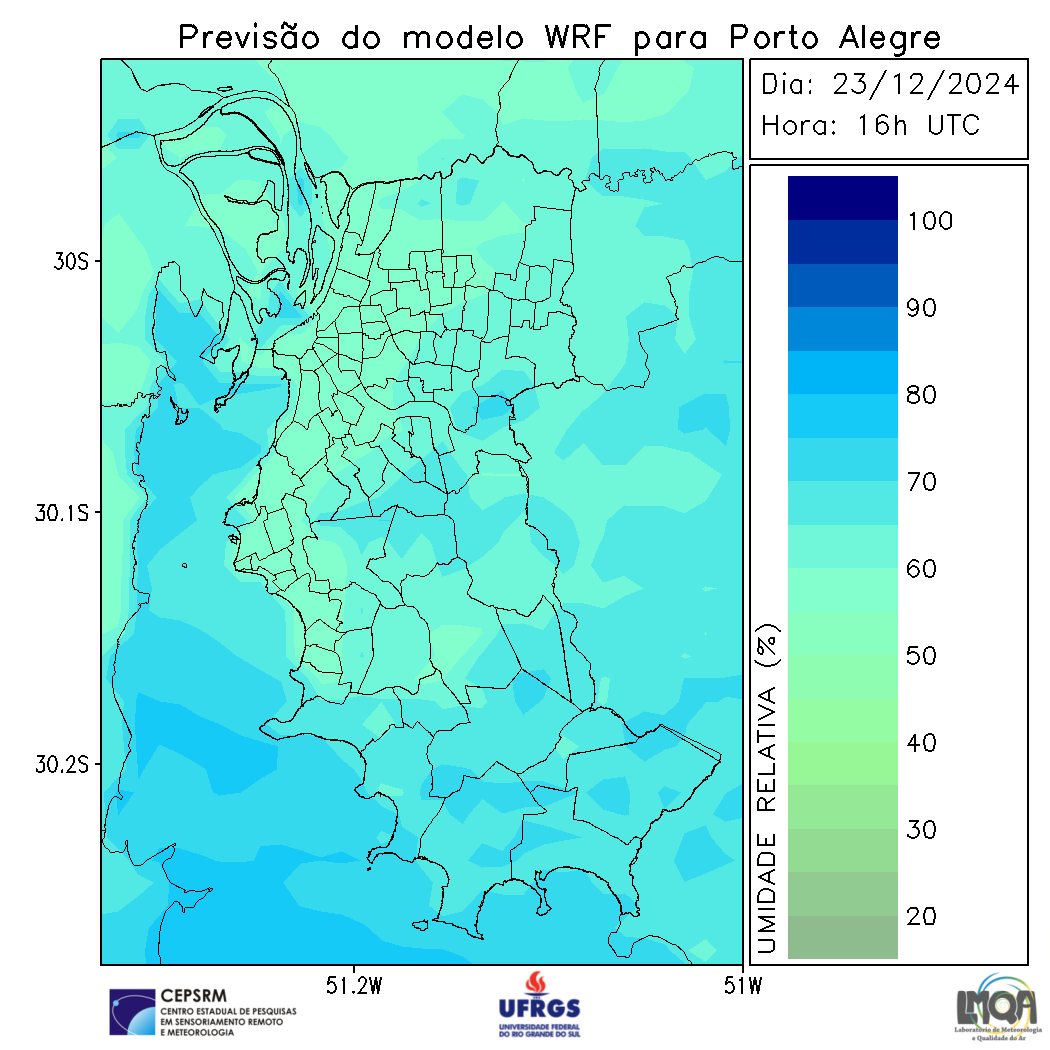 Previsão do modelo WRF para Porto Alegre
Dia: 23/12/2024
Hora: 16h UTC
100
90
80
70
60
50
40
30
20
UMIDADE RELATIVA (%)
30S
30.1S
30.2S
51.2W
51W
CEPSRM
CENTRO ESTADUAL DE PESQUISAS
EM SENSORIAMENTO REMOTO
E METEOROLOGIA
UFRGS
UNIVERSIDADE FEDERAL
DO RIO GRANDE DO SUL
LMQA
Laboratório de Meteorologia
e Qualidade do Ar